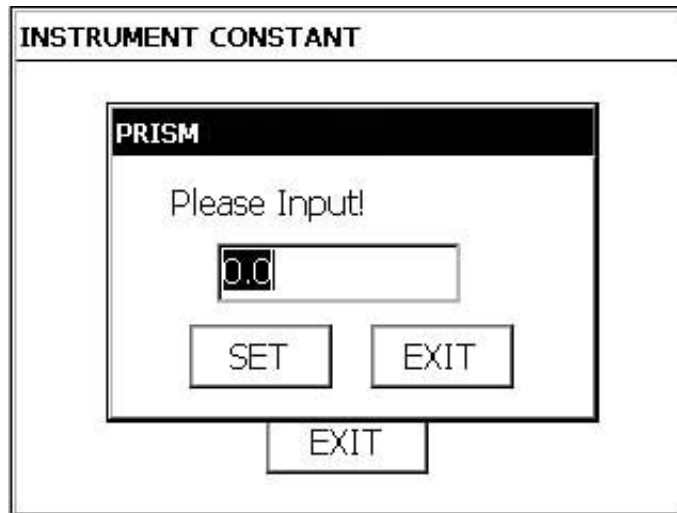 INSTRUMENT CONSTANT
PRISM
Please Input!
0.0
SET EXIT
EXIT